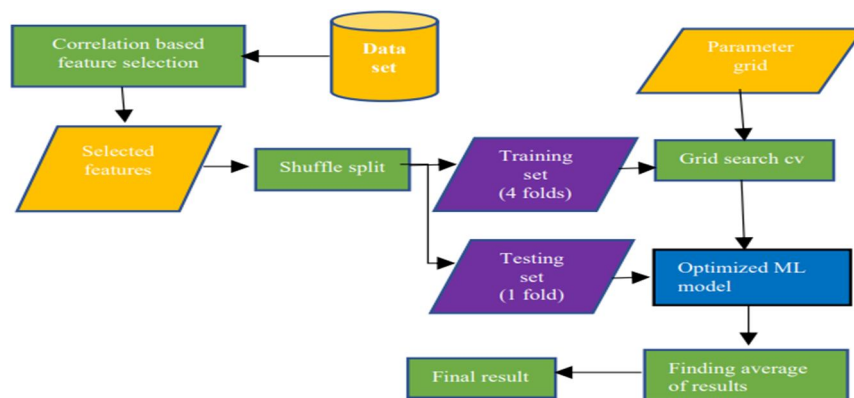 Correlation based
feature selection
Data
set
Parameter
grid
Selected
features
Shuffle split
Training
set
(4 folds)
Grid search cv
Testing
set
(1 fold)
Optimized ML
model
Final result
Finding average
of results